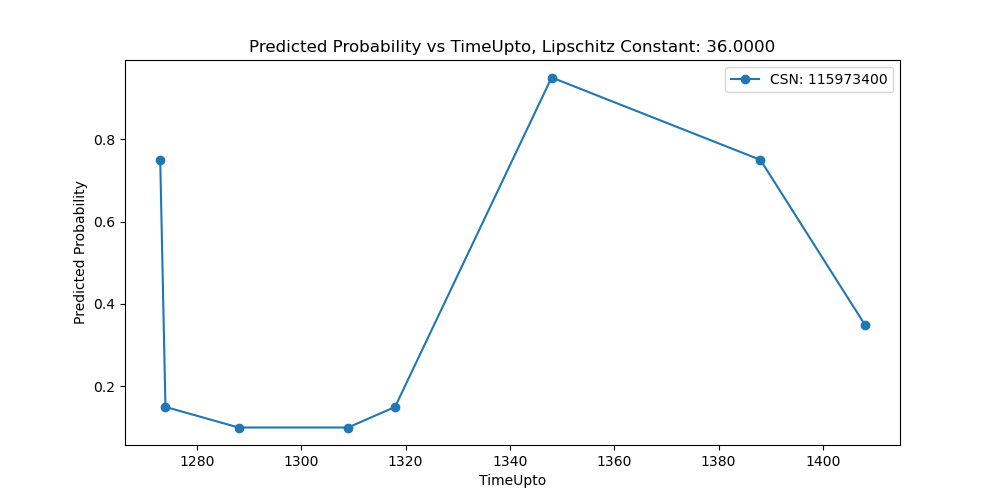 Predicted Probability vs TimeUpto, Lipschitz Constant: 36.0000
CSN: 115973400
Predicted Probability
0.8
0.6
0.4
0.2
1280 1300 1320 1340 1360 1380 1400
TimeUpto